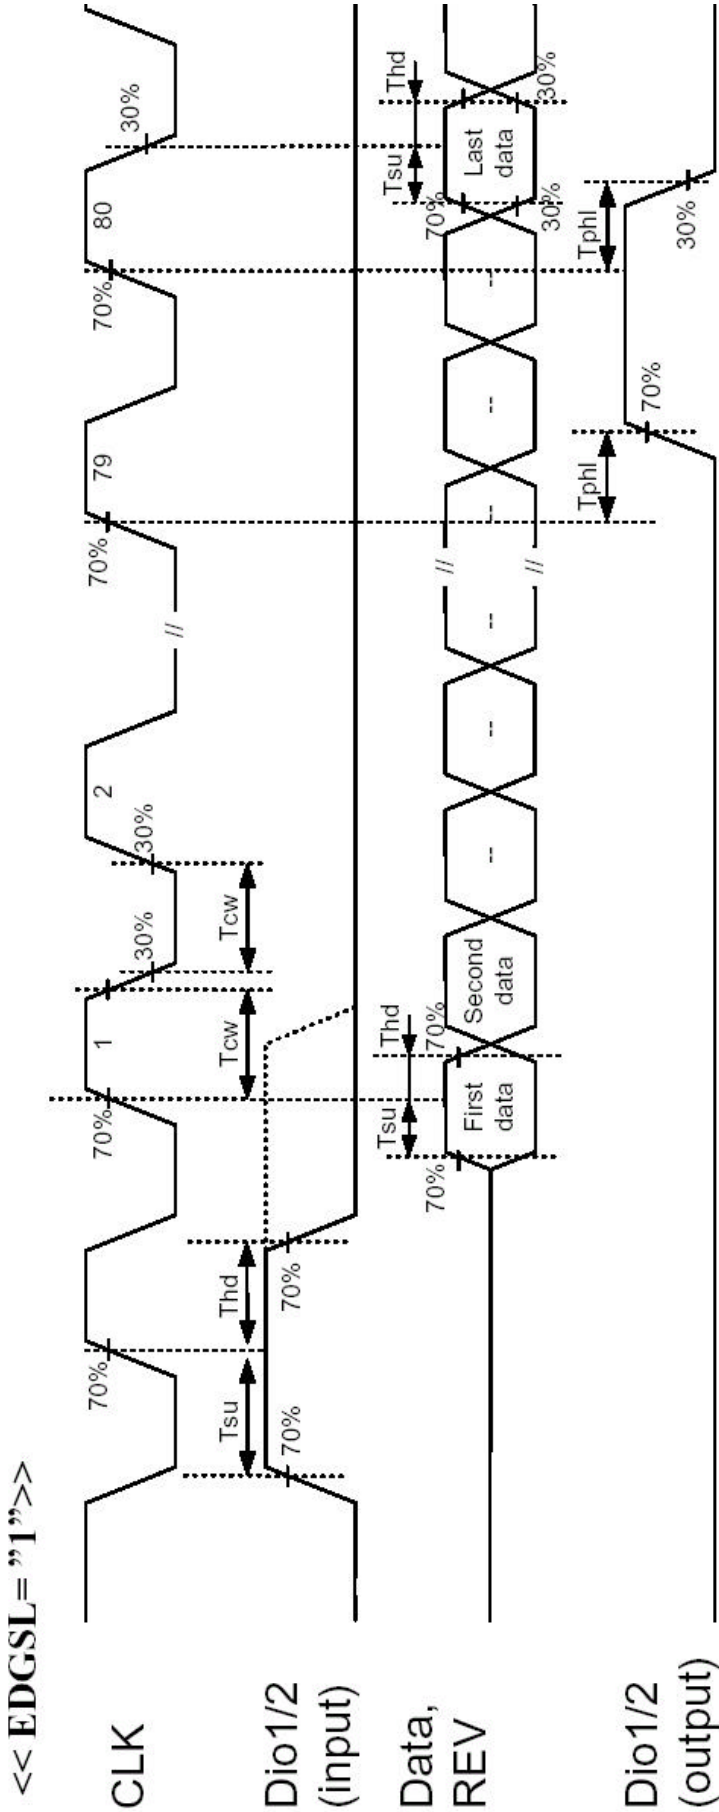 << EDGSL= ”1”>>
CLK
70%
70%
1
30%
30%
2
//
70%
79
70%
80
30%
Tcw
Tcw
Dio1/2
(input)
Tsu
Thd
70%
70%
Data,
REV
Tsu
Thd
70%
70%
First
data
Second
data
--
--
--
//
//
--
--
--
Tsu
Thd
70%
30%
Last
data
30%
Dio1/2
(output)
Tphl
70%
Tphl
30%